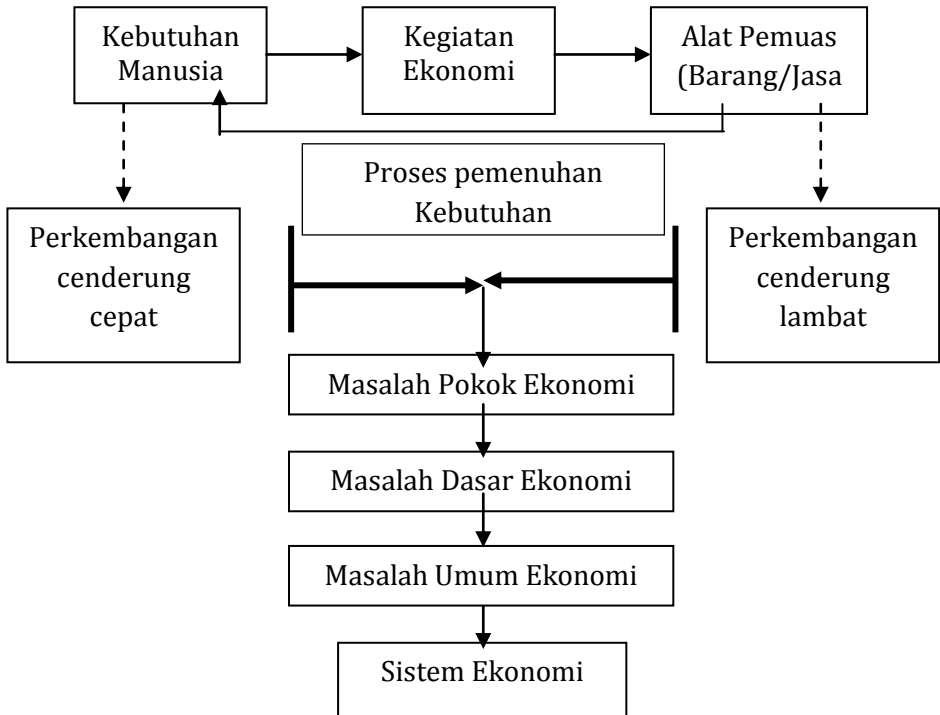 Kebutuhan
Manusia
Kegiatan
Ekonomi
Alat Pemuas
(Barang/Jasa
Proses pemenuhan
Kebutuhan
Perkembangan
cenderung
cepat
Perkembangan
cenderung
lambat
Masalah Pokok Ekonomi
Masalah Dasar Ekonomi
Masalah Umum Ekonomi
Sistem Ekonomi